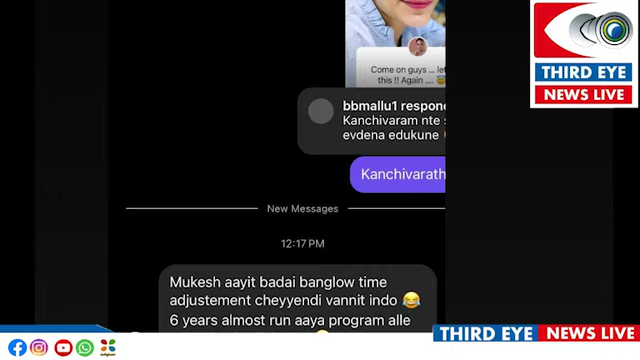 Come on guys ... let
this !! Again ....
bbmallu1 respon
Kanchivaram nte s
evdena edukune
Kanchivarath
New Messages
12:17 PM
Mukesh aayit badai banglow time
adjustement cheyyendi vannit indo 😂
6 years almost run aaya program alle
THIRD EYE
NEWS LIVE
THIRD EYE NEWS LIVE